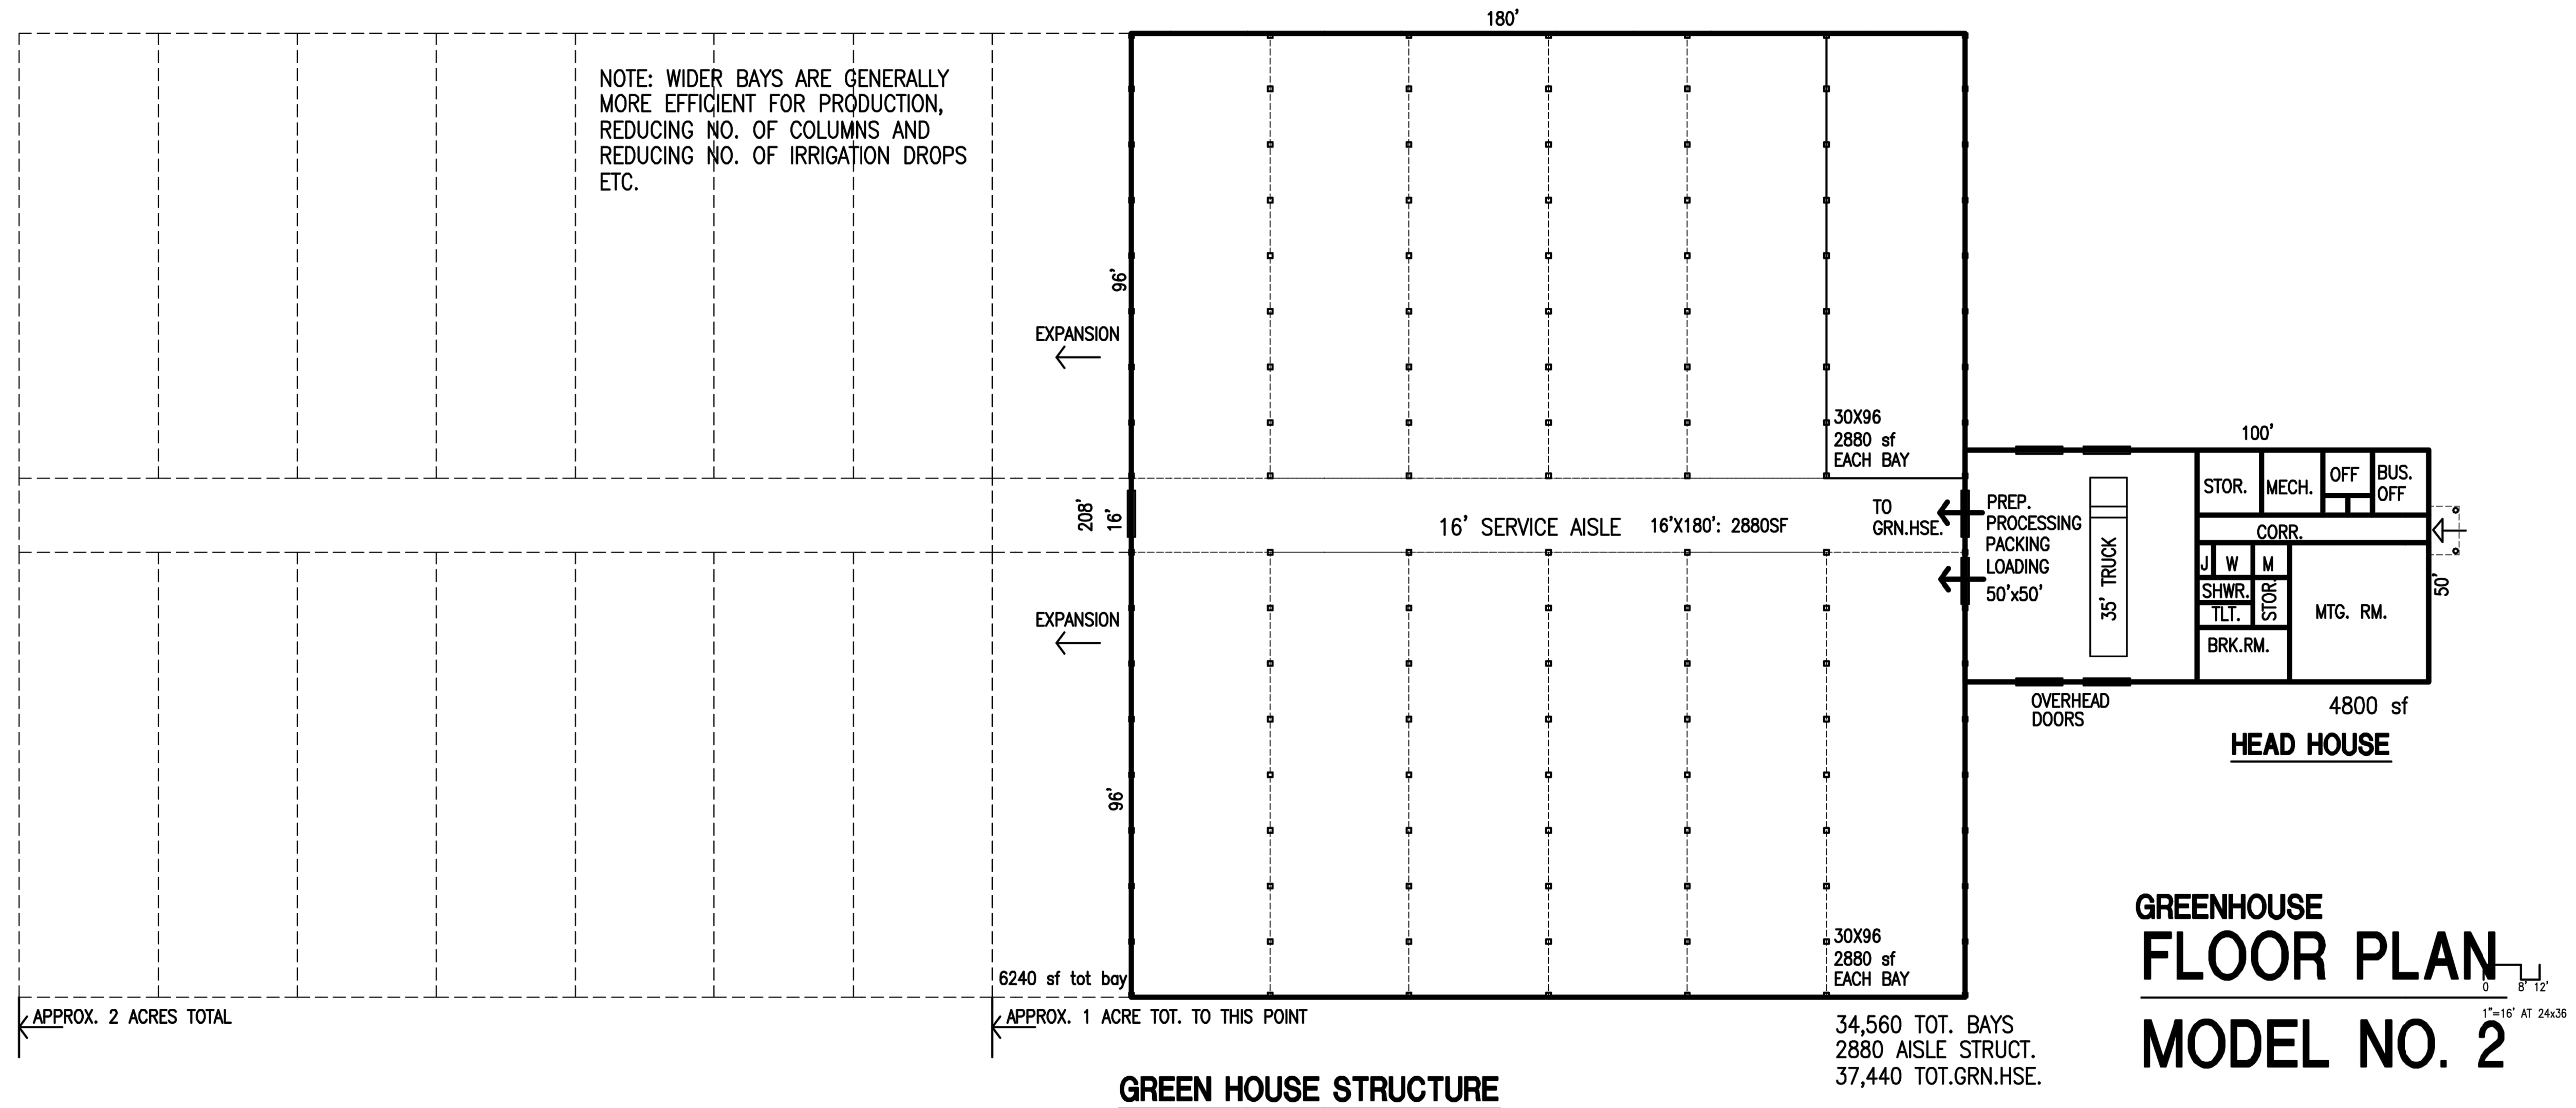 180'
NOTE: WIDER BAYS ARE GENERALLY
MORE EFFICIENT FOR PRODUCTION,
REDUCING NO. OF COLUMNS AND
REDUCING NO. OF IRRIGATION DROPS
ETC.
96'
EXPANSION
30X96
2880 sf
EACH BAY
208'
16'
16' SERVICE AISLE
16'X180': 2880SF
TO
GRN.HSE.
PREP.
PROCESSING
PACKING
LOADING
50'x50'
35' TRUCK
100'
STOR.
MECH.
OFF
BUS.
OFF
CORR.
J
W
M
SHWR.
TLT.
STOR.
BRK.RM.
MTG. RM.
50'
OVERHEAD
DOORS
4800 sf
HEAD HOUSE
EXPANSION
96'
30X96
2880 sf
EACH BAY
6240 sf tot bay
APPROX. 2 ACRES TOTAL
APPROX. 1 ACRE TOT. TO THIS POINT
34,560 TOT. BAYS
2880 AISLE STRUCT.
37,440 TOT.GRN.HSE.
GREEN HOUSE STRUCTURE
GREENHOUSE
FLOOR PLAN
0 8' 12'
1"=16' AT 24x36
MODEL NO. 2